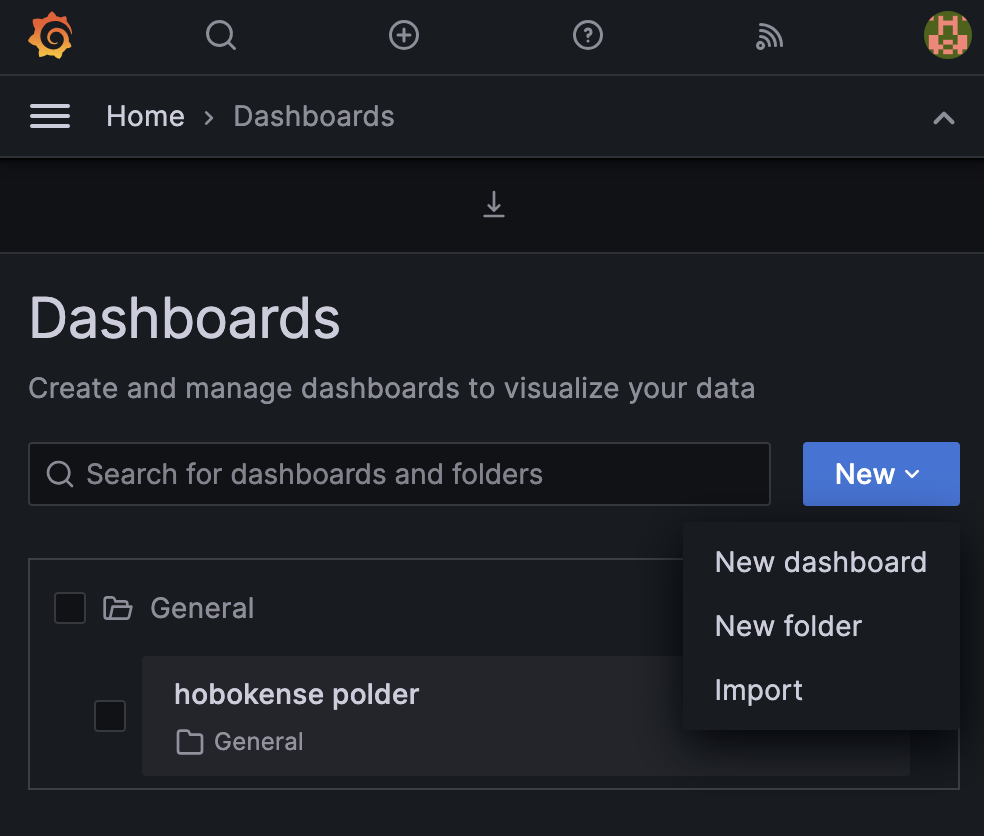 Home › Dashboards
Dashboards
Create and manage dashboards to visualize your data
Search for dashboards and folders
New
New dashboard
New folder
Import
General
hobokense polder
General